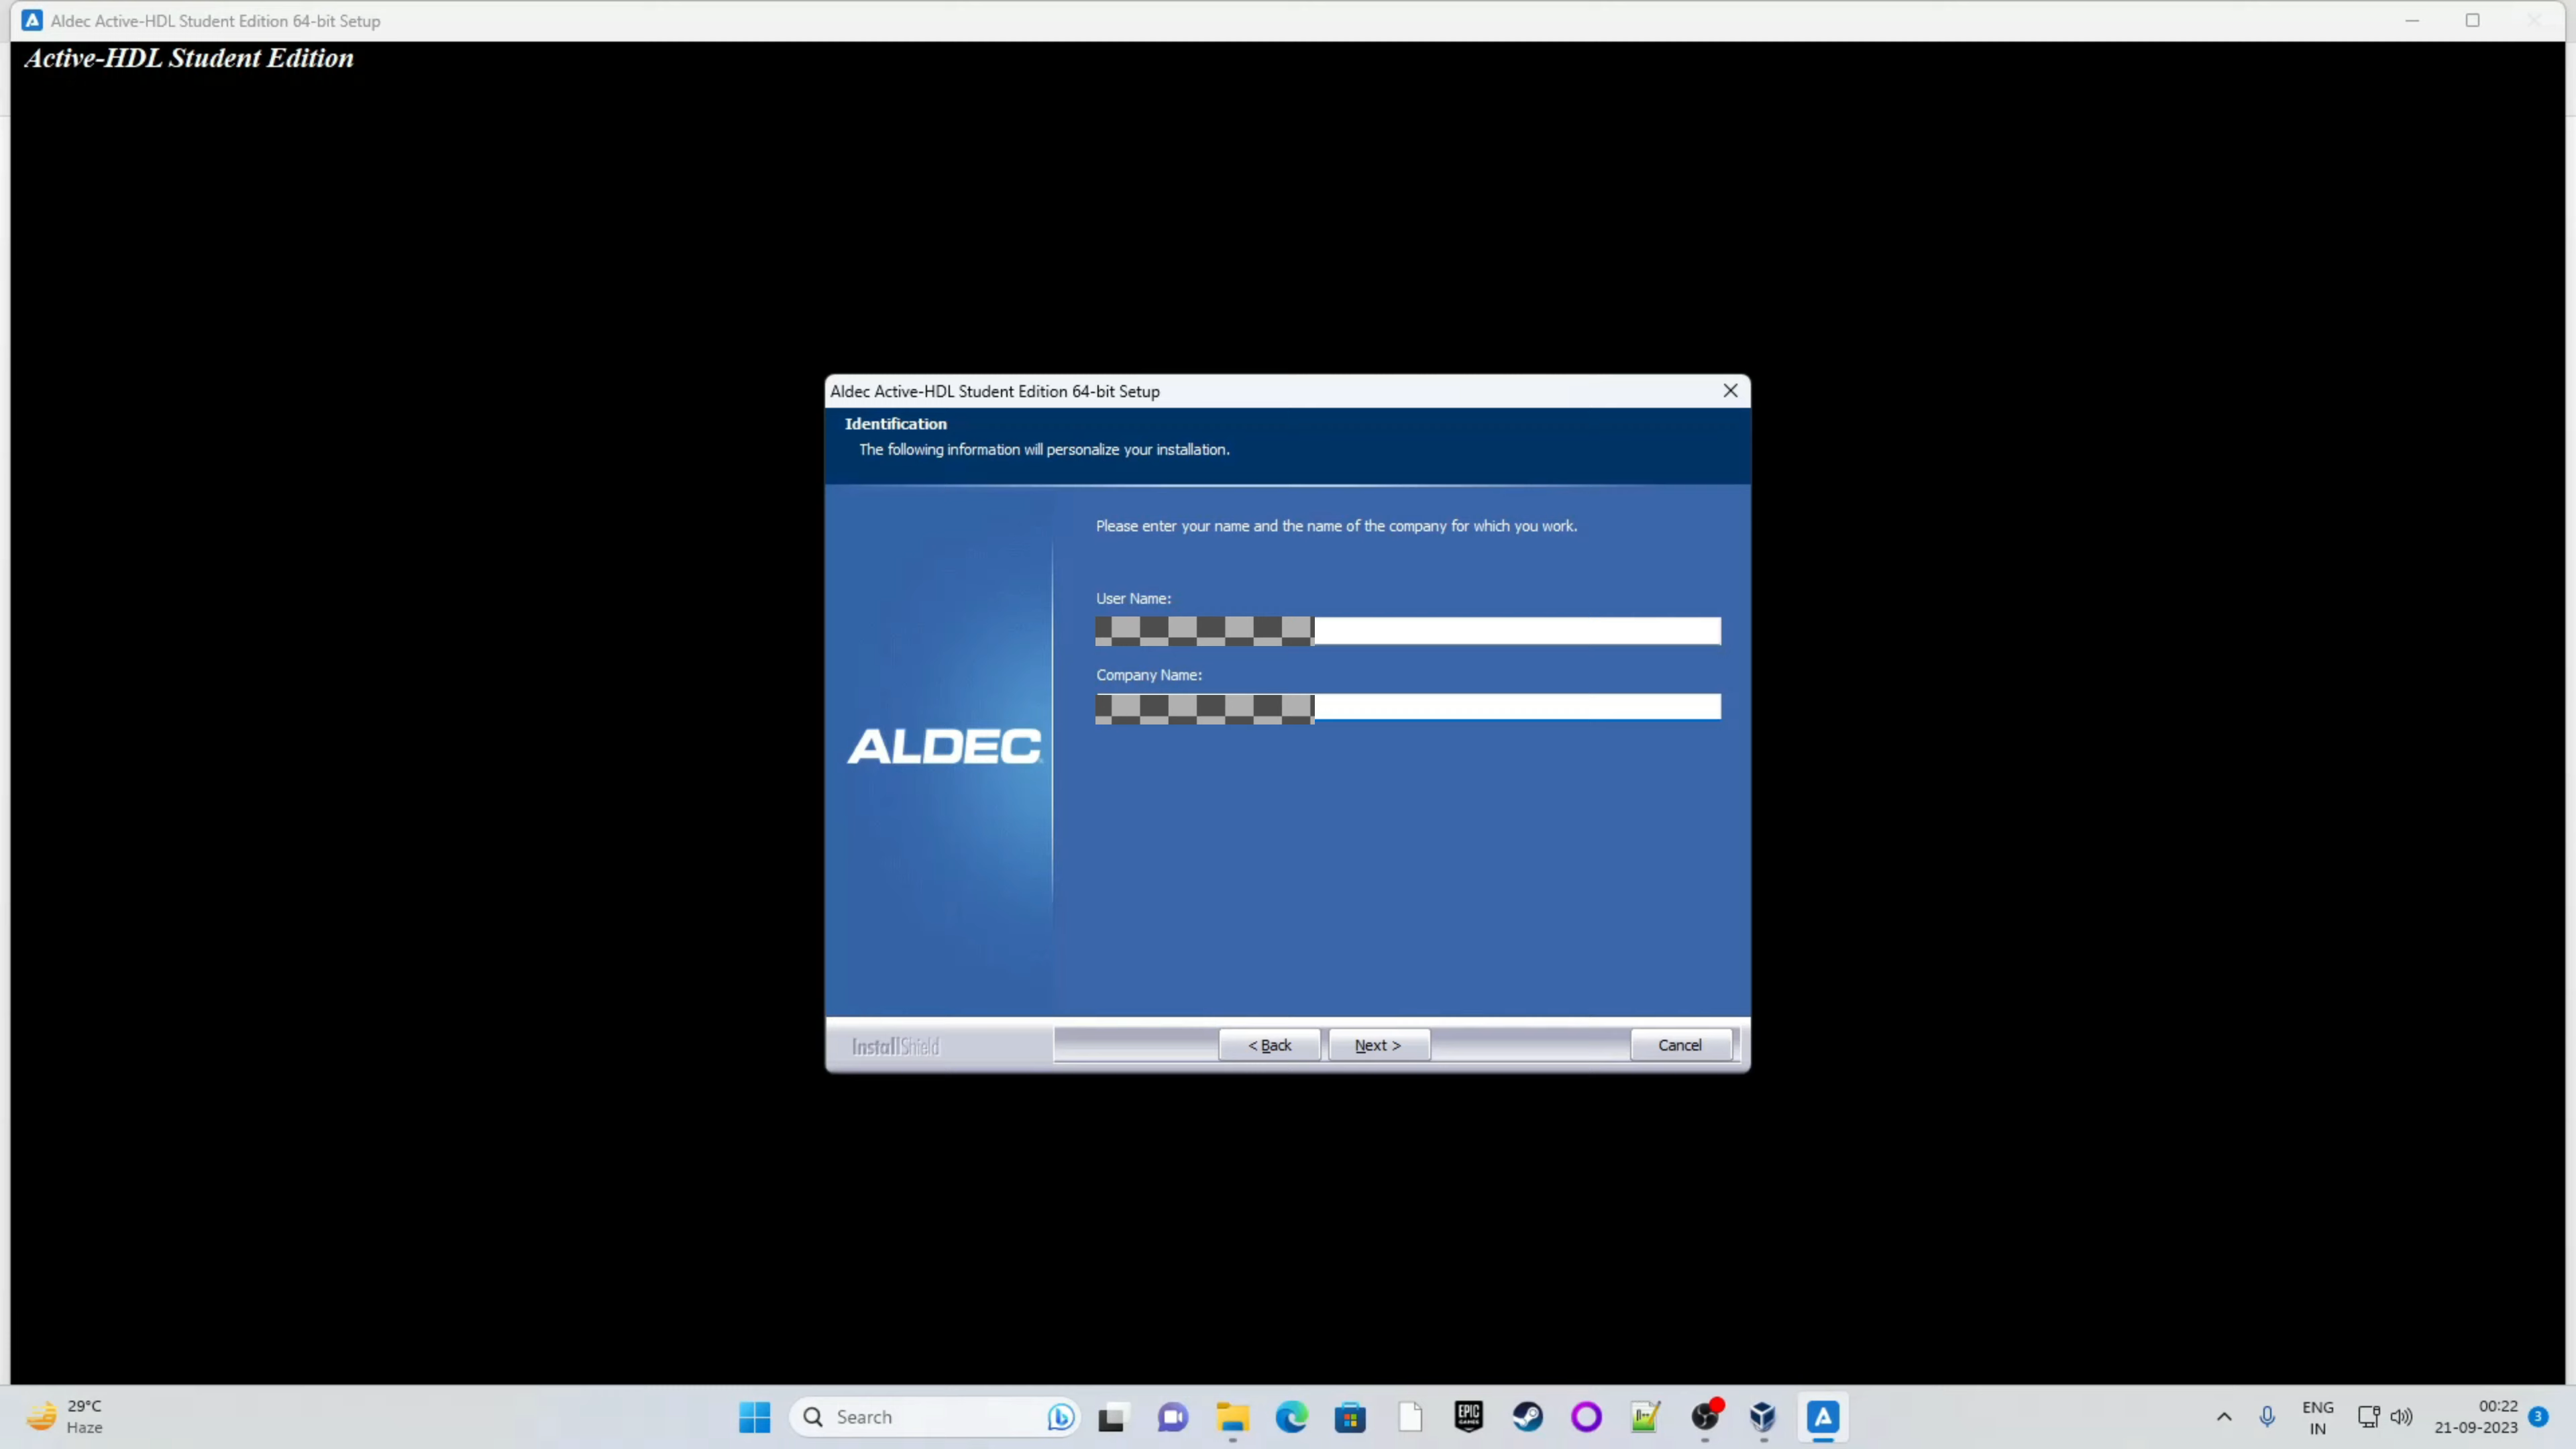 Aldec Active-HDL Student Edition 64-bit Setup
Active-HDL Student Edition
Aldec Active-HDL Student Edition 64-bit Setup
Identification
The following information will personalize your installation.
Please enter your name and the name of the company for which you work.
User Name:
Company Name:
ALDEC
InstallShield
< Back
Next >
Cancel
29°C
Haze
Search
EPIC
GAMES
ENG
IN
00:22
21-09-2023
3